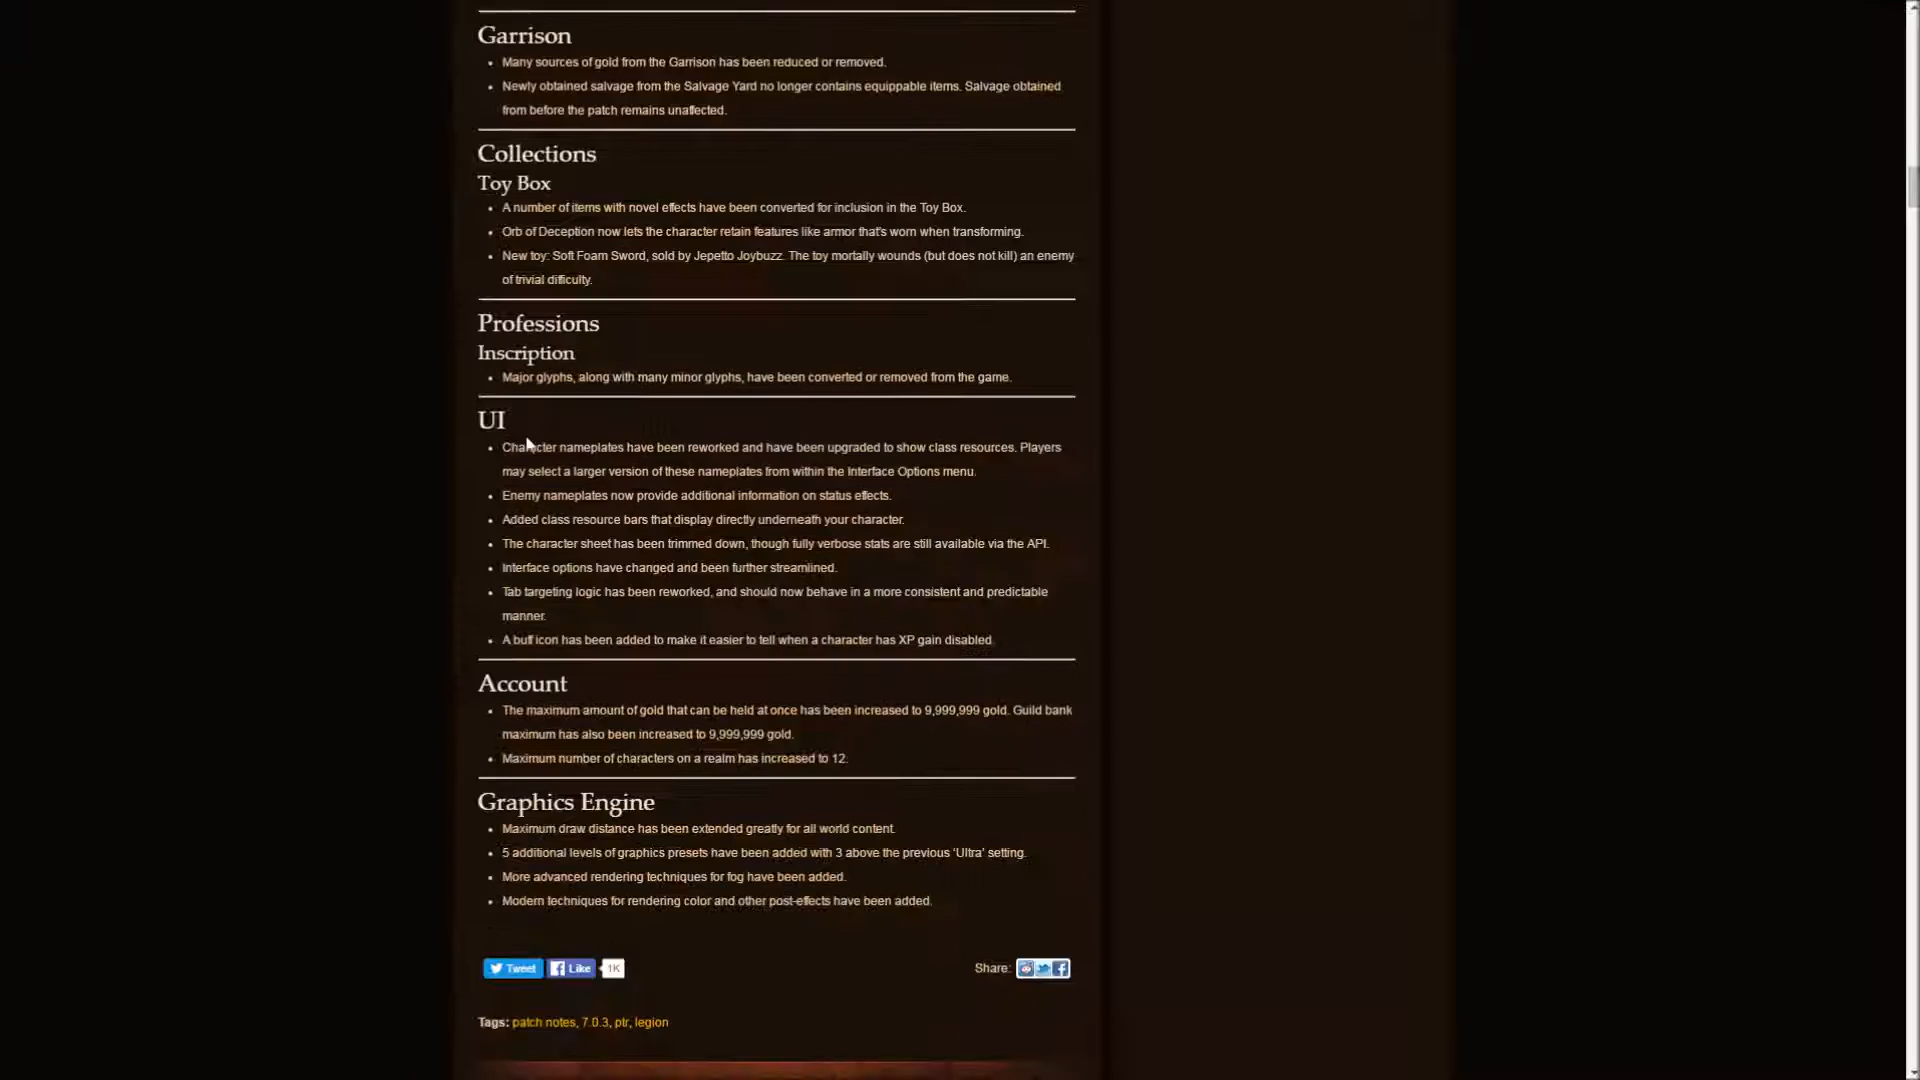 Garrison
Many sources of gold from the Garrison has been reduced or removed.
Newly obtained salvage from the Salvage Yard no longer contains equippable items. Salvage obtained
from before the patch remains unaffected.
Collections
Toy Box
A number of items with novel effects have been converted for inclusion in the Toy Box.
Orb of Deception now lets the character retain features like armor that's worn when transforming.
New toy: Soft Foam Sword, sold by Jepetto Joybuzz. The toy mortally wounds (but does not kill) an enemy
of trivial difficulty.
Professions
Inscription
Major glyphs, along with many minor glyphs, have been converted or removed from the game.
UI
Character nameplates have been reworked and have been upgraded to show class resources. Players
may select a larger version of these nameplates from within the Interface Options menu.
Enemy nameplates now provide additional information on status effects.
Added class resource bars that display directly underneath your character.
The character sheet has been trimmed down, though fully verbose stats are still available via the API.
Interface options have changed and been further streamlined.
Tab targeting logic has been reworked, and should now behave in a more consistent and predictable
manner.
A buff icon has been added to make it easier to tell when a character has XP gain disabled.
Account
The maximum amount of gold that can be held at once has been increased to 9,999,999 gold. Guild bank
maximum has also been increased to 9,999,999 gold.
Maximum number of characters on a realm has increased to 12.
Graphics Engine
Maximum draw distance has been extended greatly for all world content.
5 additional levels of graphics presets have been added with 3 above the previous 'Ultra' setting.
More advanced rendering techniques for fog have been added.
Modern techniques for rendering color and other post-effects have been added.
Tweet Like 1K Share:
Tags: patch notes, 7.0.3, ptr, legion